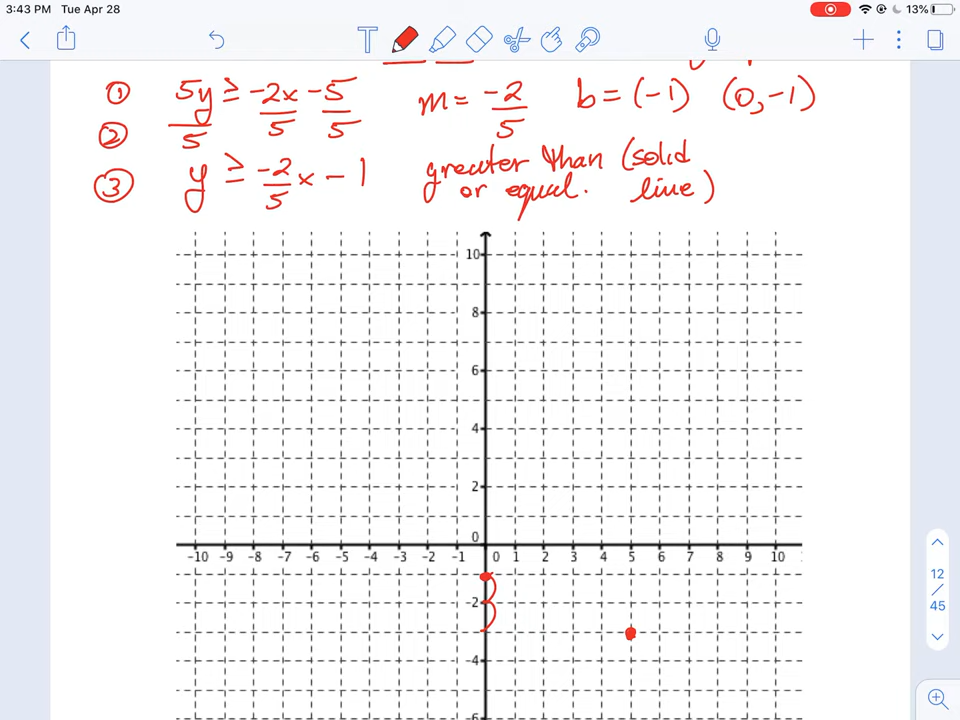 3:43 PM Tue Apr 28 13%
T
① 5y ≥ -2x - 5 m = -2/5 b = (-1) (0, -1)
② 5 5 5
③ y ≥ -2/5 x - 1 greater than (solid
or equal. line)
10
8
6
4
2
0
-10 -9 -8 -7 -6 -5 -4 -3 -2 -1 0 1 2 3 4 5 6 7 8 9 10
-2
-4
-6
12
/
45